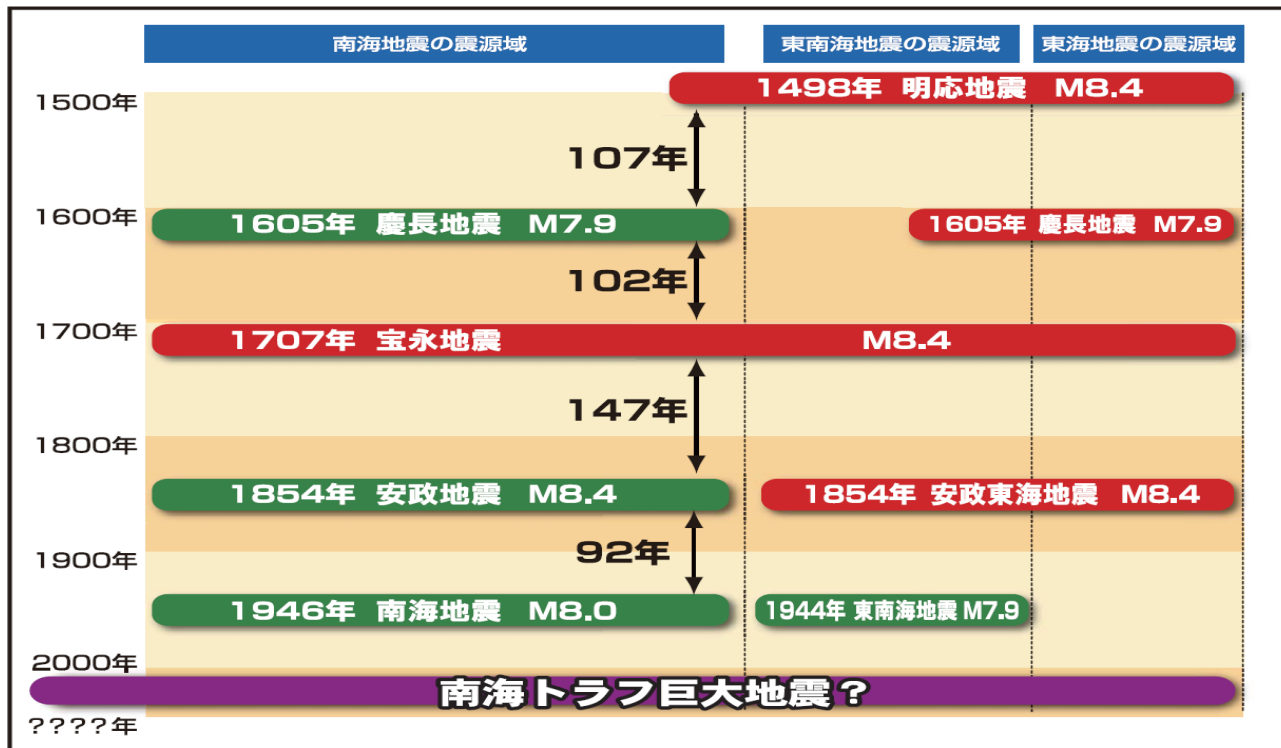 南海地震の震源域 東南海地震の震源域 東海地震の震源域
1498年 明応地震 M8.4
1500年
107年
1600年
1605年 慶長地震 M7.9 1605年 慶長地震 M7.9
102年
1700年
1707年 宝永地震 M8.4
147年
1800年
1854年 安政地震 M8.4 1854年 安政東海地震 M8.4
92年
1900年
1946年 南海地震 M8.0 1944年 東南海地震 M7.9
2000年
南海トラフ巨大地震？
????年